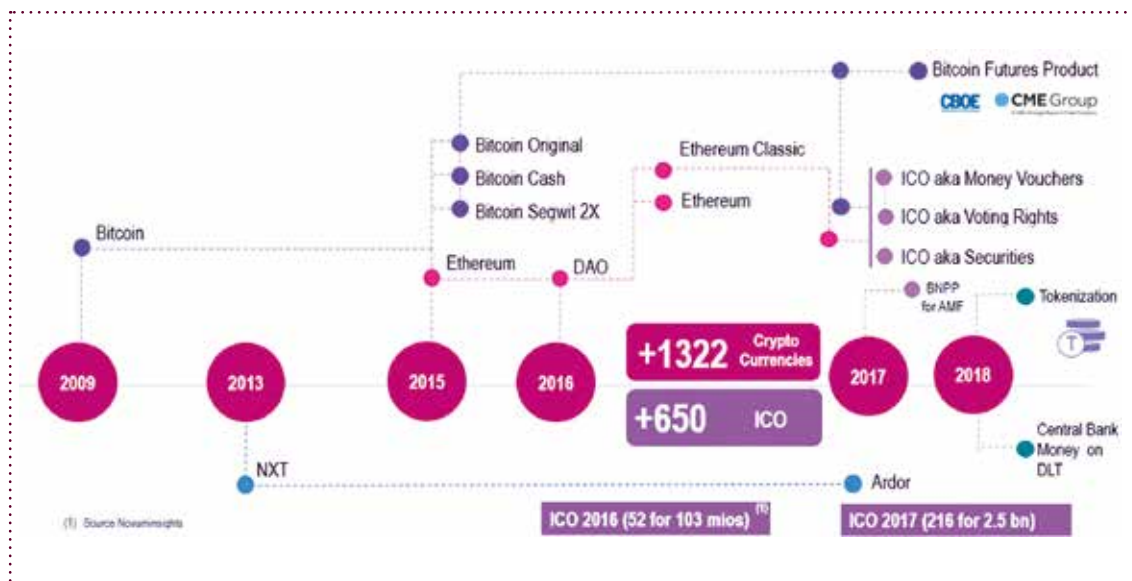 Bitcoin Futures Product
CBOE CME Group
Bitcoin Original
Bitcoin Cash
Bitcoin Segwit 2X
Ethereum Classic
Ethereum
ICO aka Money Vouchers
ICO aka Voting Rights
ICO aka Securities
Bitcoin
Ethereum
DAO
BNPP
for AMF
Tokenization
T
+1322 Crypto
Currencies
+650 ICO
2009
2013
2015
2016
2017
2018
Central Bank
Money on
DLT
NXT
Ardor
(1) Source Novuminsights
ICO 2016 (52 for 103 mios) (1)
ICO 2017 (216 for 2.5 bn)